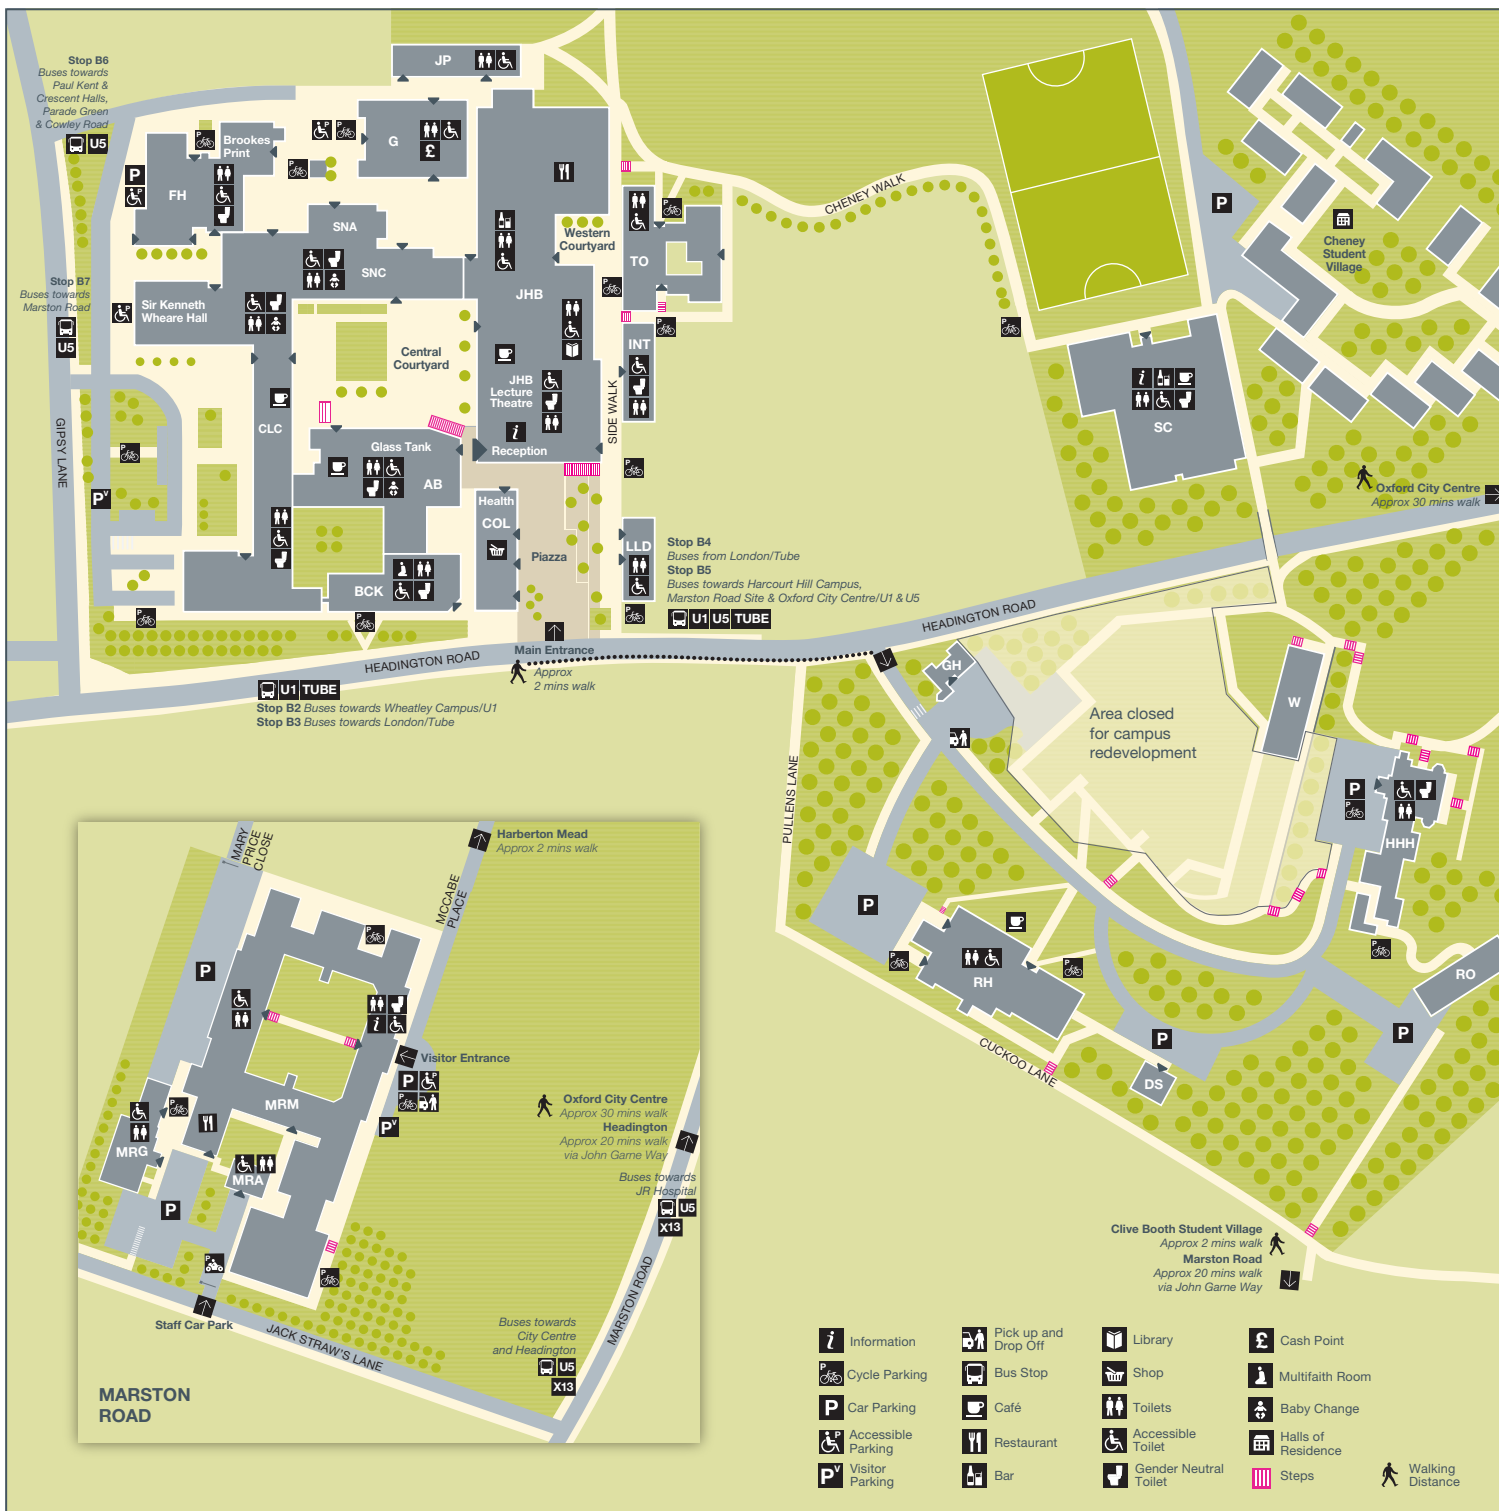 Stop B6
Buses towards
Paul Kent &
Crescent Halls,
Parade Green
& Cowley Road
U5
JP
Brookes
Print
G
£
FH
P
SNA
SNC
Western
Courtyard
TO
CHENEY WALK
P
Cheney
Student
Village
Stop B7
Buses towards
Marston Road
U5
Sir Kenneth
Wheare Hall
JHB
Central
Courtyard
INT
JHB
Lecture
Theatre
i
Reception
SIDE WALK
GIPSY LANE
CLC
Glass Tank
AB
SC
i
Oxford City Centre
Approx 30 mins walk
PV
Health
COL
Piazza
LLD
BCK
Stop B4
Buses from London/Tube
Stop B5
Buses towards Harcourt Hill Campus,
Marston Road Site & Oxford City Centre/U1 & U5
U1 U5 TUBE
HEADINGTON ROAD
Main Entrance
Approx
2 mins walk
HEADINGTON ROAD
U1 TUBE
Stop B2 Buses towards Wheatley Campus/U1
Stop B3 Buses towards London/Tube
GH
W
Area closed
for campus
redevelopment
PULLENS LANE
P
HHH
P
RH
RO
P
P
DS
CUCKOO LANE
MARY
PRICE
CLOSE
Harberton Mead
Approx 2 mins walk
MCCABE
PLACE
P
i
Visitor Entrance
P
PV
MRM
MRG
MRA
P
Oxford City Centre
Approx 30 mins walk
Headington
Approx 20 mins walk
via John Garne Way
Buses towards
JR Hospital
U5
X13
MARSTON ROAD
Staff Car Park
JACK STRAW'S LANE
Buses towards
City Centre
and Headington
U5
X13
MARSTON
ROAD
Clive Booth Student Village
Approx 2 mins walk
Marston Road
Approx 20 mins walk
via John Garne Way
i Information
Pick up and
Drop Off
Library
£ Cash Point
P Cycle Parking
Bus Stop
Shop
Multifaith Room
P Car Parking
Café
Toilets
Baby Change
P Accessible
Parking
Restaurant
Accessible
Toilet
Halls of
Residence
PV Visitor
Parking
Bar
Gender Neutral
Toilet
Steps
Walking
Distance